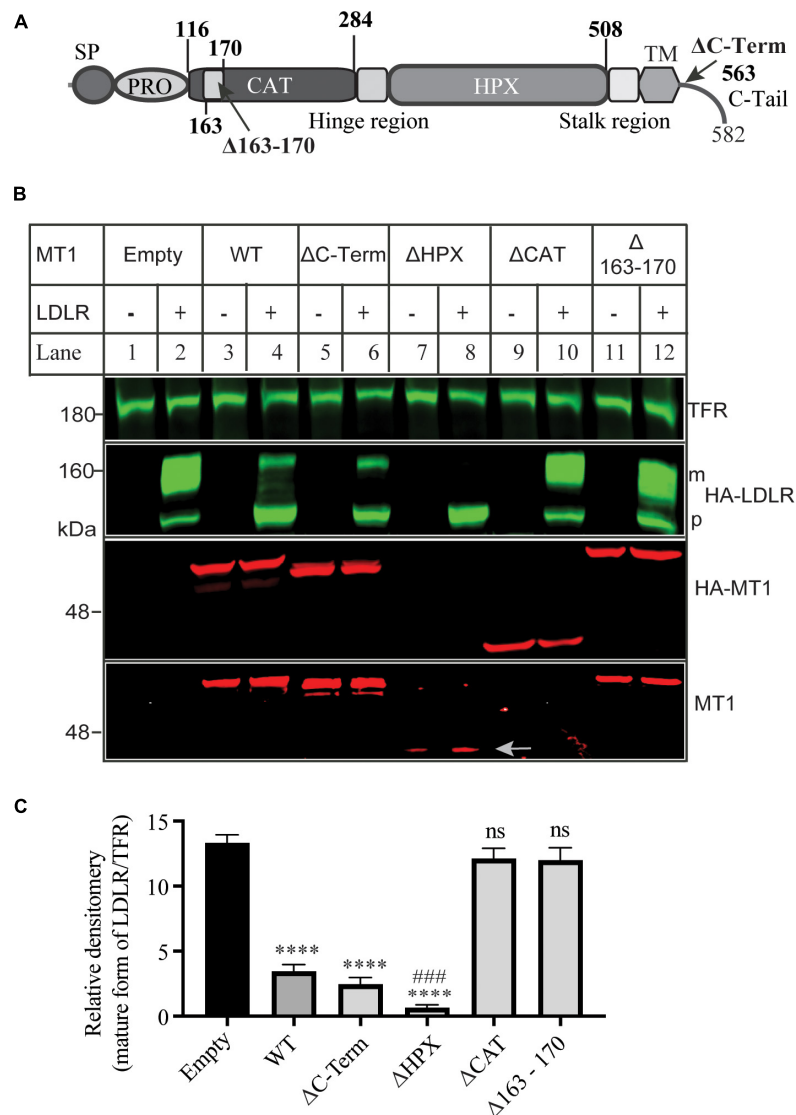 A
116
170
284
508
SP
TM
ΔC-Term
563
PRO
CAT
HPX
C-Tail
163
Δ163-170
Hinge region
Stalk region
582
B
MT1 Empty WT ΔC-Term ΔHPX ΔCAT Δ 163-170
LDLR - + - + - + - + - + - +
Lane 1 2 3 4 5 6 7 8 9 10 11 12
180
TFR
160
m
HA-LDLR
p
kDa
48
HA-MT1
48
MT1
C
Relative densitomery
(mature form of LDLR/TFR)
15
10
5
0
****
****
###
****
ns
ns
Empty
WT
ΔC-Term
ΔHPX
ΔCAT
Δ163 - 170